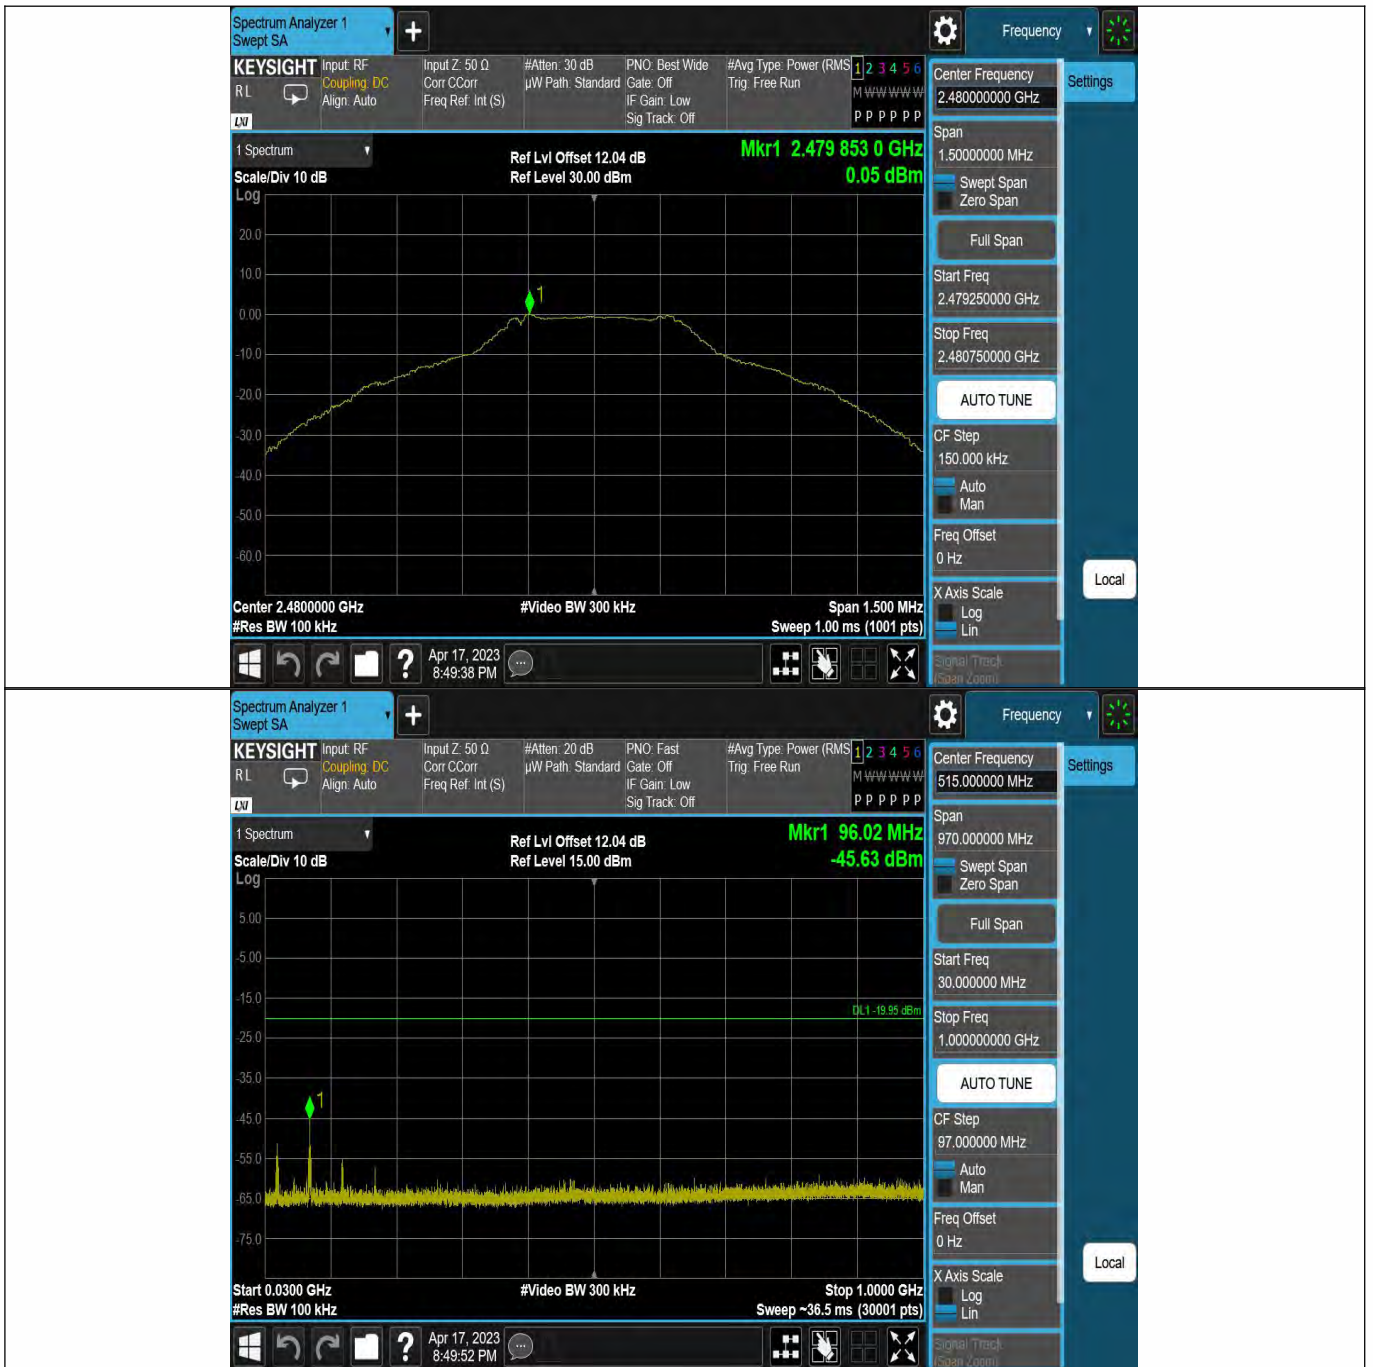 Spectrum Analyzer 1
Swept SA
+
Frequency
KEYSIGHT
RL
LXI
Input: RF
Coupling: DC
Align: Auto
Input Z: 50 Ω
Corr CCorr
Freq Ref: Int (S)
#Atten: 30 dB
µW Path: Standard
PNO: Best Wide
Gate: Off
IF Gain: Low
Sig Track: Off
#Avg Type: Power (RMS
Trig: Free Run
1 2 3 4 5 6
M W W W W W
P P P P P P
Center Frequency
2.480000000 GHz
Settings
Span
1.50000000 MHz
Swept Span
Zero Span
Full Span
Start Freq
2.479250000 GHz
Stop Freq
2.480750000 GHz
AUTO TUNE
CF Step
150.000 kHz
Auto
Man
Freq Offset
0 Hz
X Axis Scale
Log
Lin
Signal Track
(Span Zoom)
Local
1 Spectrum
Scale/Div 10 dB
Log
Ref Lvl Offset 12.04 dB
Ref Level 30.00 dBm
Mkr1 2.479 853 0 GHz
0.05 dBm
1
20.0
10.0
0.00
-10.0
-20.0
-30.0
-40.0
-50.0
-60.0
Center 2.4800000 GHz
#Res BW 100 kHz
#Video BW 300 kHz
Span 1.500 MHz
Sweep 1.00 ms (1001 pts)
?
Apr 17, 2023
8:49:38 PM
Spectrum Analyzer 1
Swept SA
+
Frequency
KEYSIGHT
RL
LXI
Input: RF
Coupling: DC
Align: Auto
Input Z: 50 Ω
Corr CCorr
Freq Ref: Int (S)
#Atten: 20 dB
µW Path: Standard
PNO: Fast
Gate: Off
IF Gain: Low
Sig Track: Off
#Avg Type: Power (RMS
Trig: Free Run
1 2 3 4 5 6
M W W W W W
P P P P P P
Center Frequency
515.000000 MHz
Settings
Span
970.000000 MHz
Swept Span
Zero Span
Full Span
Start Freq
30.000000 MHz
Stop Freq
1.000000000 GHz
AUTO TUNE
CF Step
97.000000 MHz
Auto
Man
Freq Offset
0 Hz
X Axis Scale
Log
Lin
Signal Track
(Span Zoom)
Local
1 Spectrum
Scale/Div 10 dB
Log
Ref Lvl Offset 12.04 dB
Ref Level 15.00 dBm
Mkr1 96.02 MHz
-45.63 dBm
DL1 -19.95 dBm
1
5.00
-5.00
-15.0
-25.0
-35.0
-45.0
-55.0
-65.0
-75.0
Start 0.0300 GHz
#Res BW 100 kHz
#Video BW 300 kHz
Stop 1.0000 GHz
Sweep ~36.5 ms (30001 pts)
?
Apr 17, 2023
8:49:52 PM